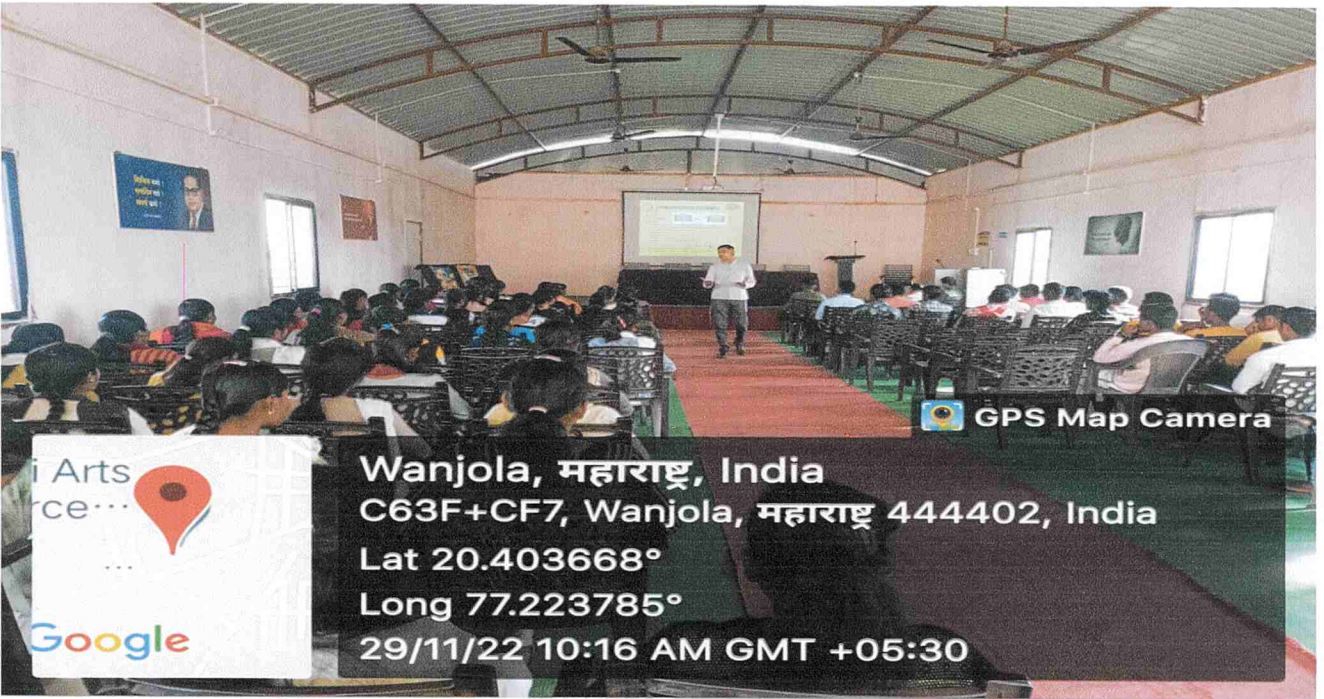 GPS Map Camera
i Arts
rce...
...
Google
Wanjola, महाराष्ट्र, India
C63F+CF7, Wanjola, महाराष्ट्र 444402, India
Lat 20.403668°
Long 77.223785°
29/11/22 10:16 AM GMT +05:30